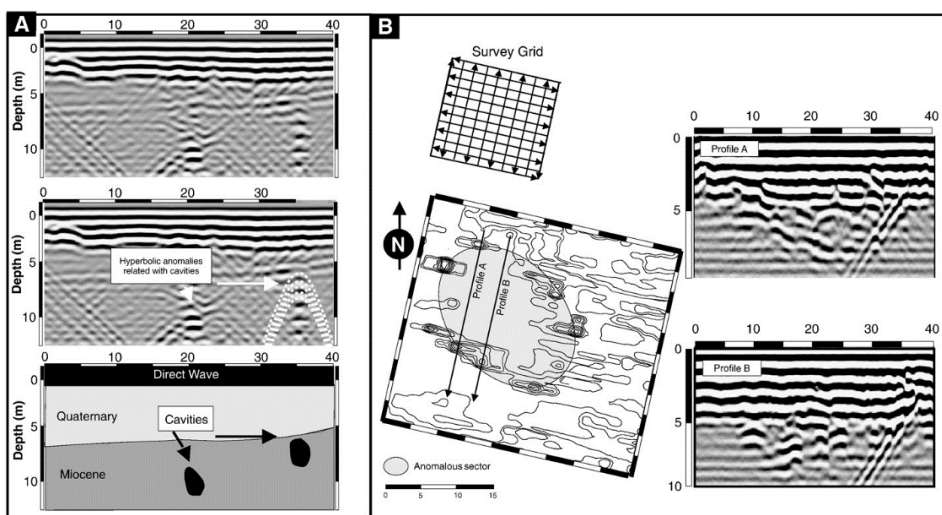 A
0 10 20 30 40
Depth (m)
0
5
10
0 10 20 30 40
Depth (m)
0
5
10
Hyperbolic anomalies
related with cavities
0 10 20 30 40
Depth (m)
0
5
10
Direct Wave
Quaternary
Cavities
Miocene
B
Survey Grid
N
Profile A
Profile B
Anomalous sector
0 5 10 15
0 10 20 30 40
0
5
10
Profile A
0 10 20 30 40
0
5
10
Profile B